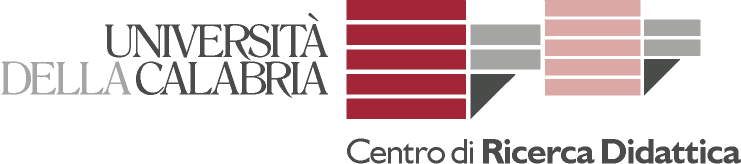 UNIVERSITÀ
DELLA CALABRIA
Centro di Ricerca Didattica